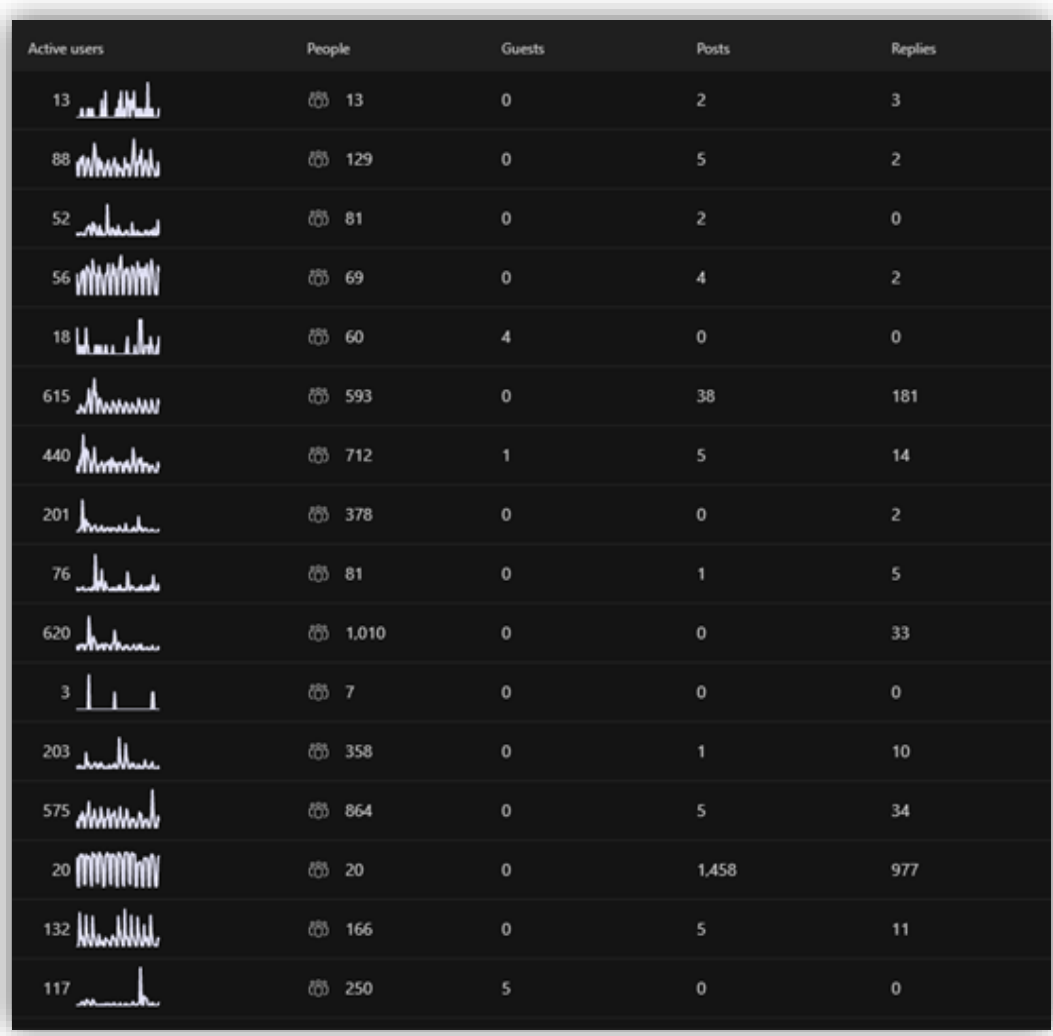 Active users People Guests Posts Replies
13 13 0 2 3
88 129 0 5 2
52 81 0 2 0
56 69 0 4 2
18 60 4 0 0
615 593 0 38 181
440 712 1 5 14
201 378 0 0 2
76 81 0 1 5
620 1,010 0 0 33
3 7 0 0 0
203 358 0 1 10
575 864 0 5 34
20 20 0 1,458 977
132 166 0 5 11
117 250 5 0 0